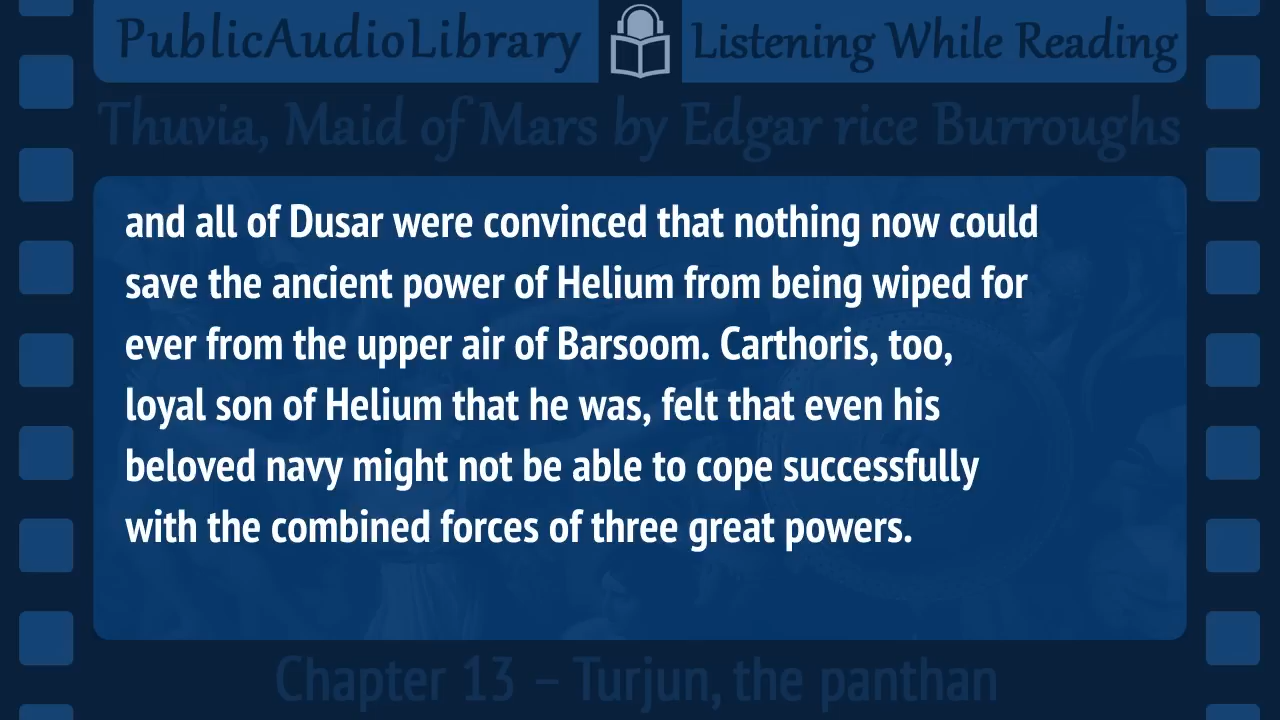 PublicAudioLibrary Listening While Reading
Thuvia, Maid of Mars by Edgar rice Burroughs
and all of Dusar were convinced that nothing now could
save the ancient power of Helium from being wiped for
ever from the upper air of Barsoom. Carthoris, too,
loyal son of Helium that he was, felt that even his
beloved navy might not be able to cope successfully
with the combined forces of three great powers.
Chapter 13 – Turjun, the panthan